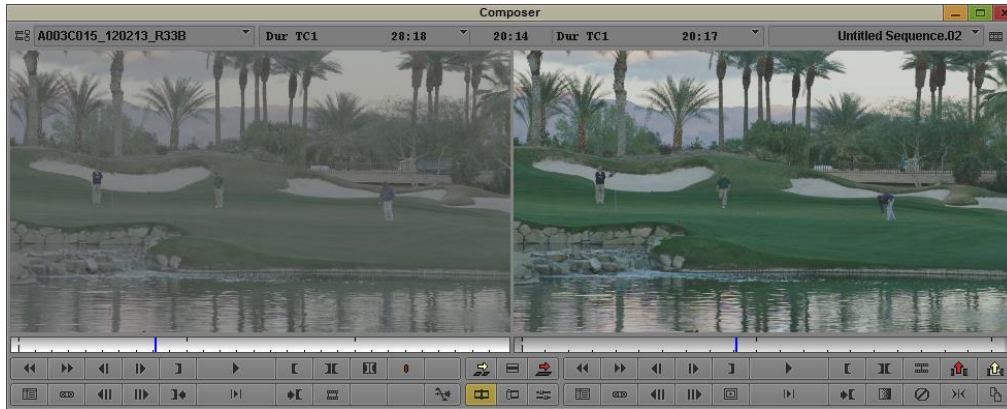 Composer
A003C015_120213_R33B Dur TC1 28:18 20:14 Dur TC1 20:17 Untitled Sequence.02